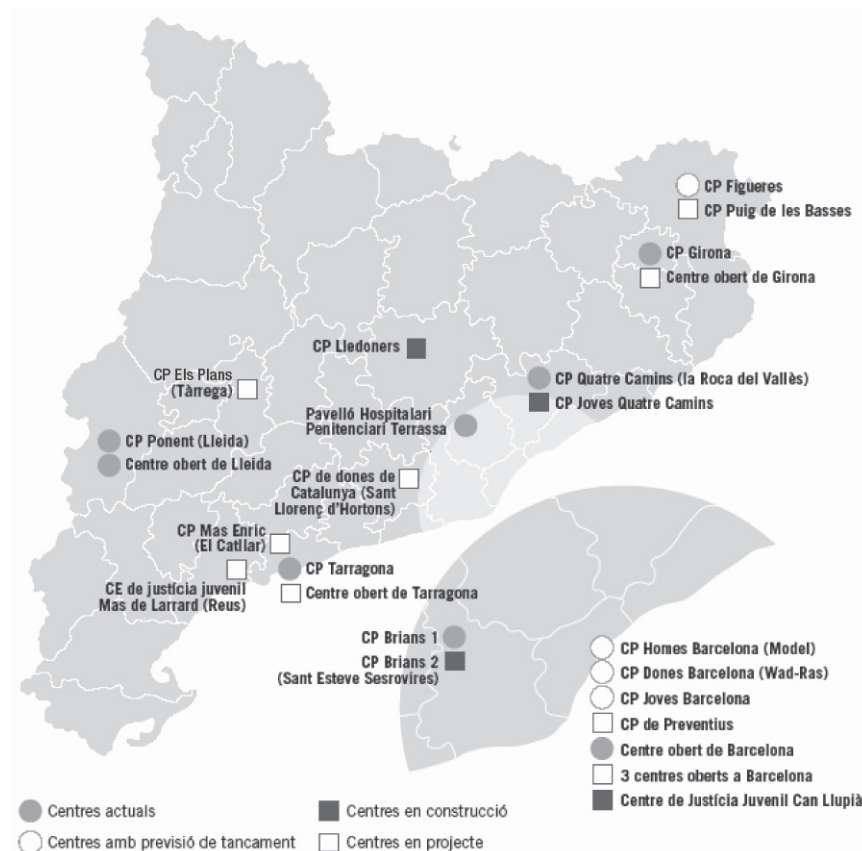 CP Figueres
CP Puig de les Basses
CP Girona
Centre obert de Girona
CP Lledoners
CP Els Plans
(Tàrrega)
CP Quatre Camins (la Roca del Vallès)
CP Joves Quatre Camins
Pavelló Hospitalari
Penitenciari Terrassa
CP Ponent (Lleida)
Centre obert de Lleida
CP de dones de
Catalunya (Sant
Llorenç d'Hortons)
CP Mas Enric
(El Catllar)
CP Tarragona
Centre obert de Tarragona
CE de justícia juvenil
Mas de Larrard (Reus)
CP Brians 1
CP Brians 2
(Sant Esteve Sesrovires)
CP Homes Barcelona (Model)
CP Dones Barcelona (Wad-Ras)
CP Joves Barcelona
CP de Preventius
Centre obert de Barcelona
3 centres oberts a Barcelona
Centre de Justícia Juvenil Can Llupià
Centres actuals
Centres en construcció
Centres amb previsió de tancament
Centres en projecte